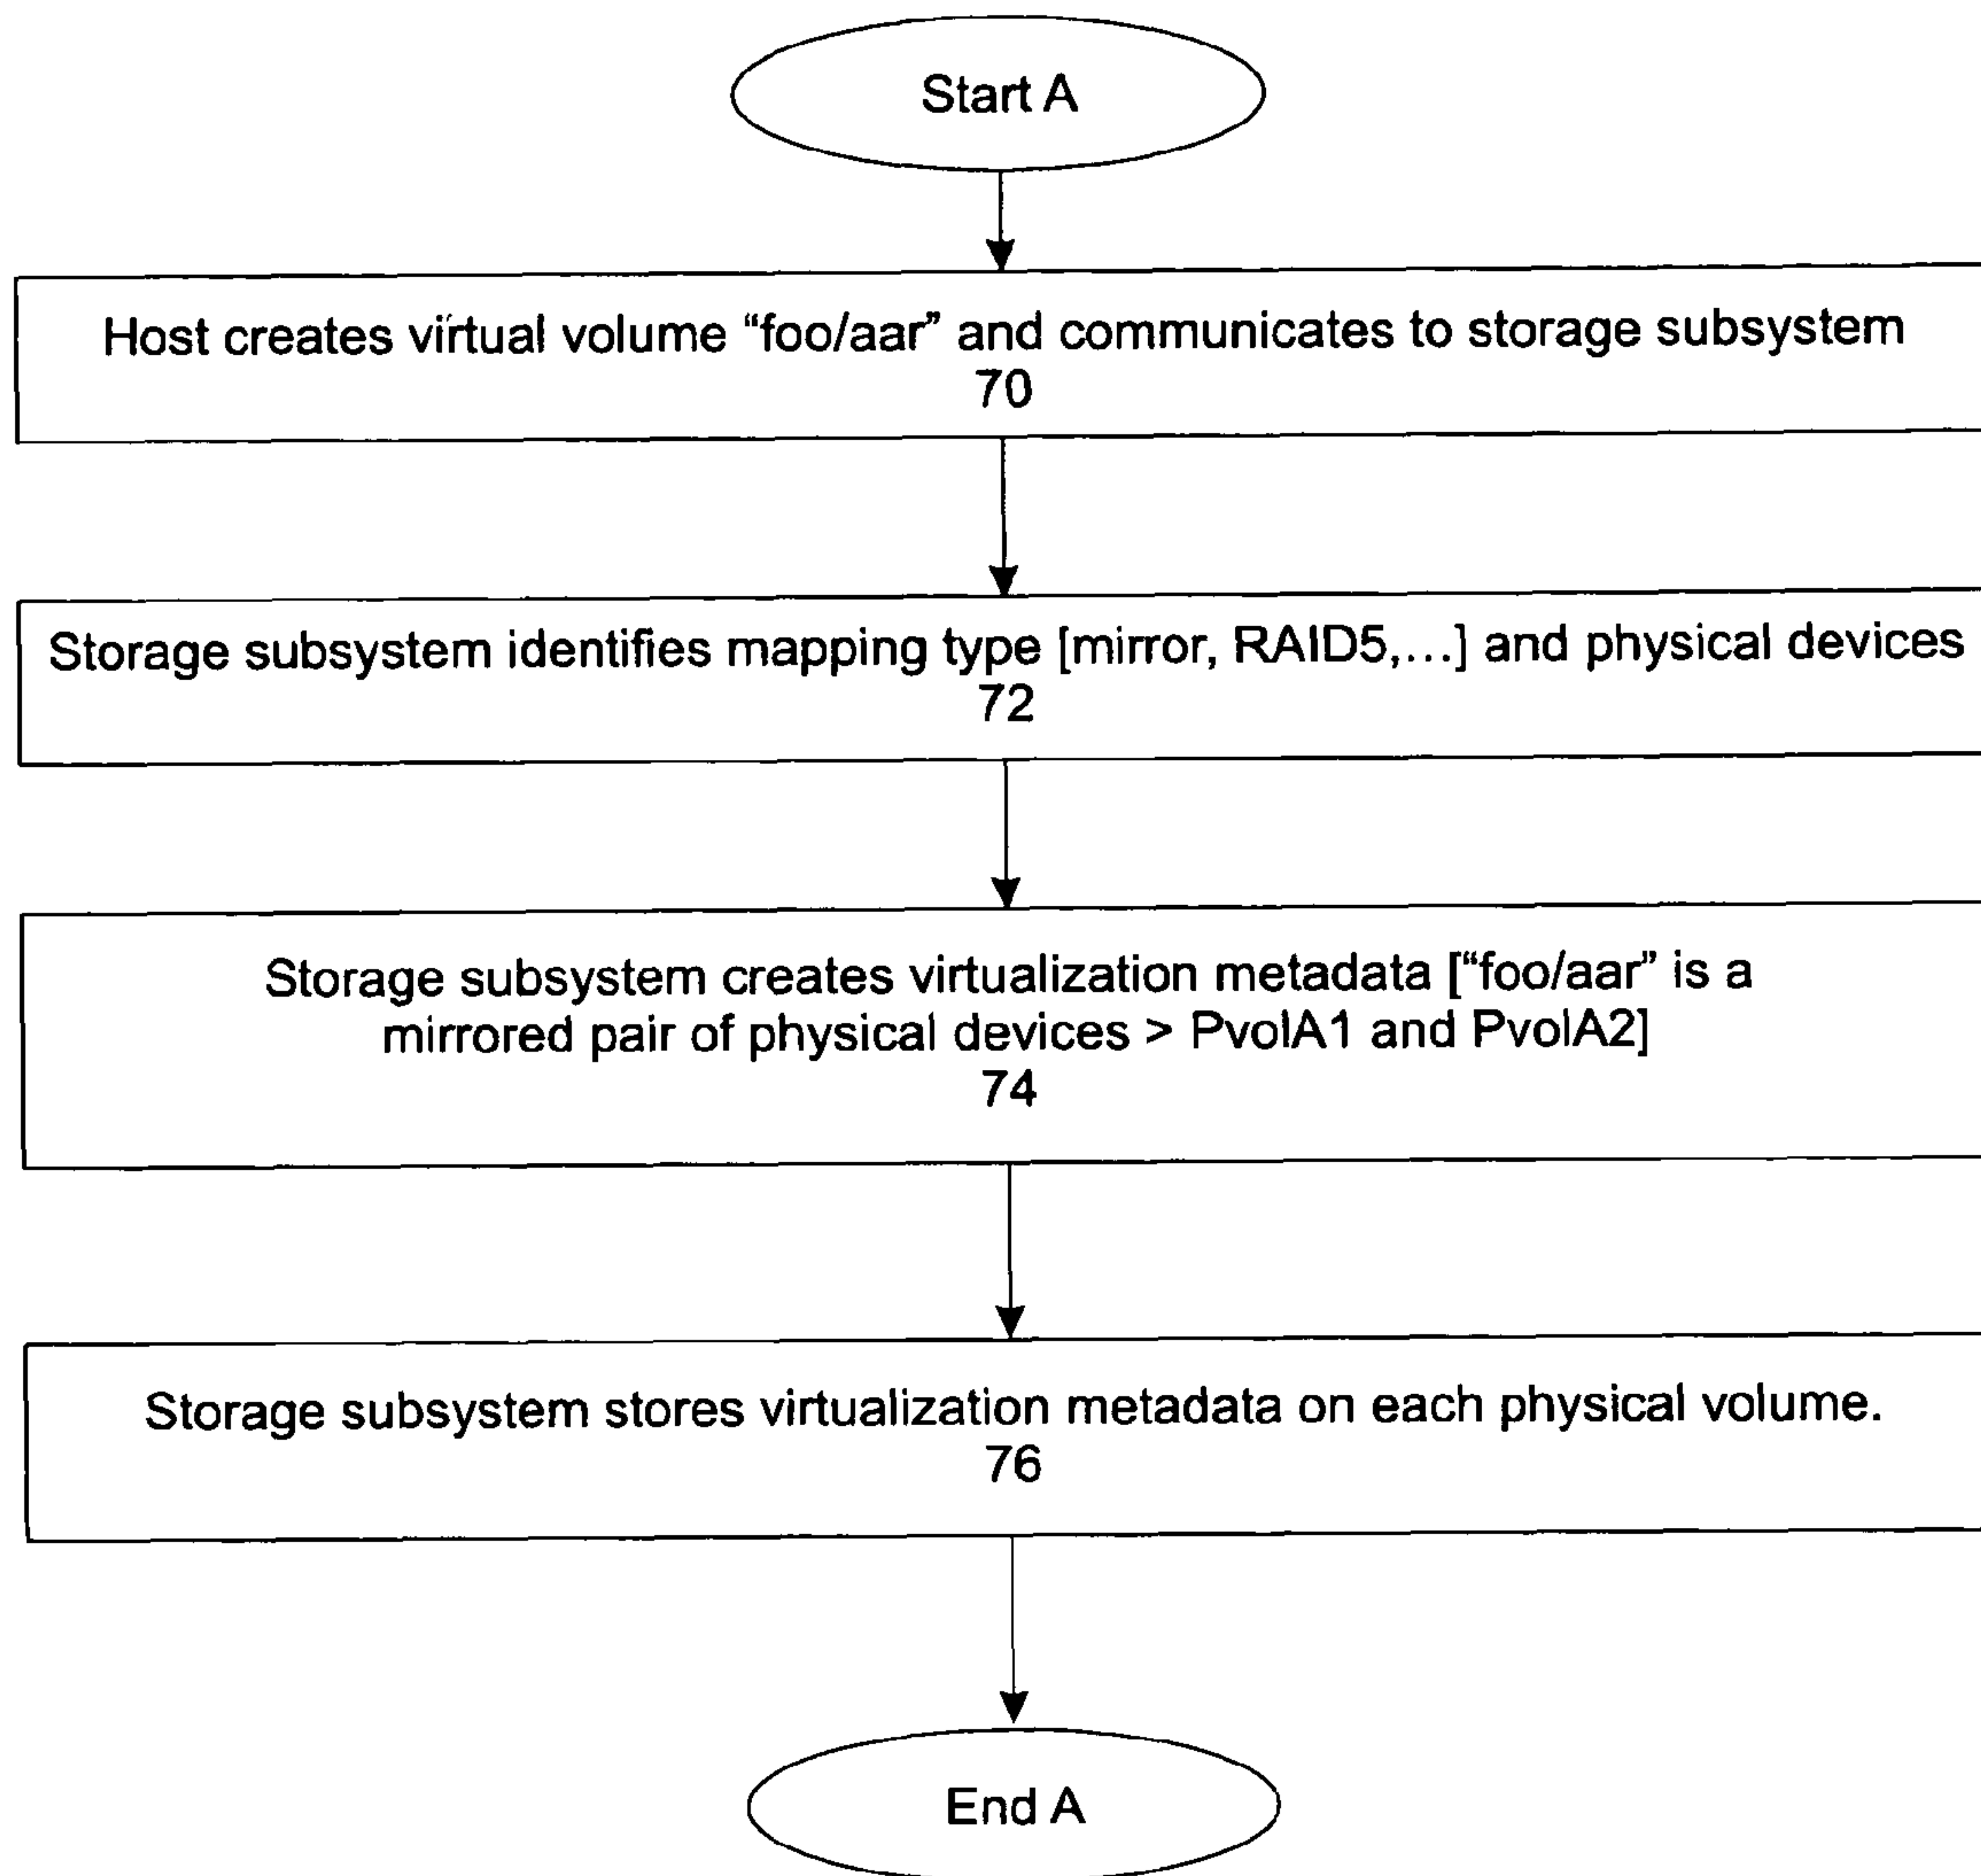 Start A
Host creates virtual volume “foo/aar” and communicates to storage subsystem
70
Storage subsystem identifies mapping type [mirror, RAID5,...] and physical devices
72
Storage subsystem creates virtualization metadata [“foo/aar” is a
mirrored pair of physical devices > PvolA1 and PvolA2]
74
Storage subsystem stores virtualization metadata on each physical volume.
76
End A